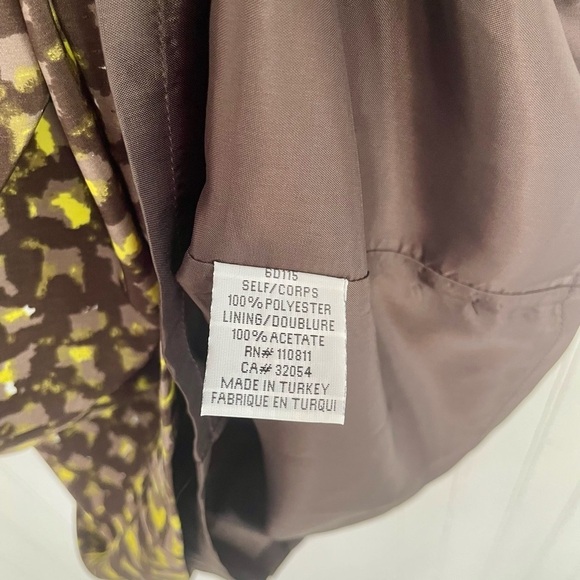 6D115
SELF/CORPS
100%POLYESTER
LINING/DOUBLURE
100%ACETATE
RN# 110811
CA# 32054
MADE IN TURKEY
FABRIQUE EN TURQUI